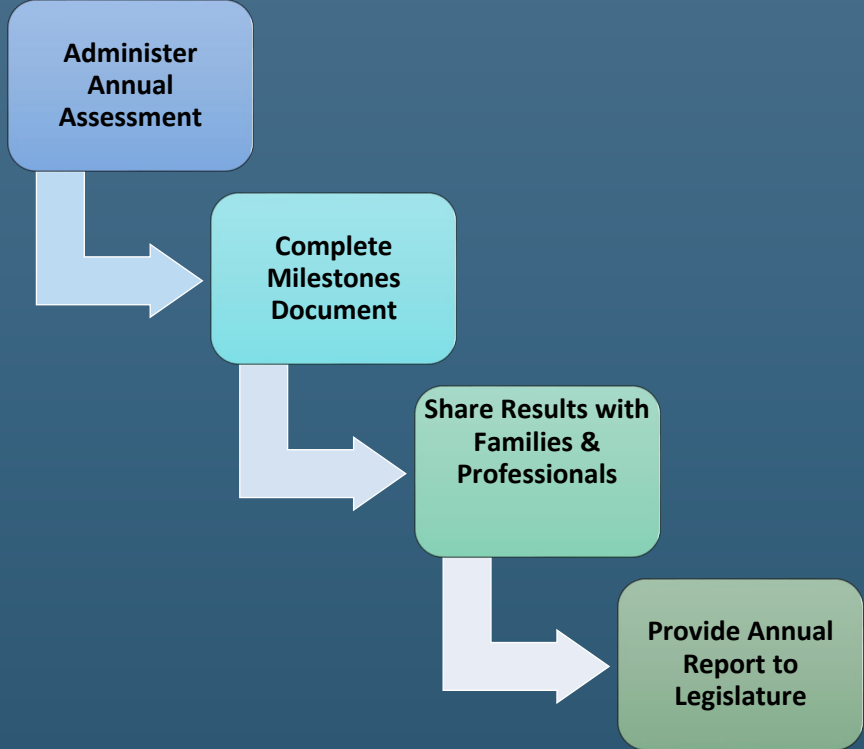 Administer
Annual
Assessment
Complete
Milestones
Document
Share Results with
Families &
Professionals
Provide Annual
Report to
Legislature